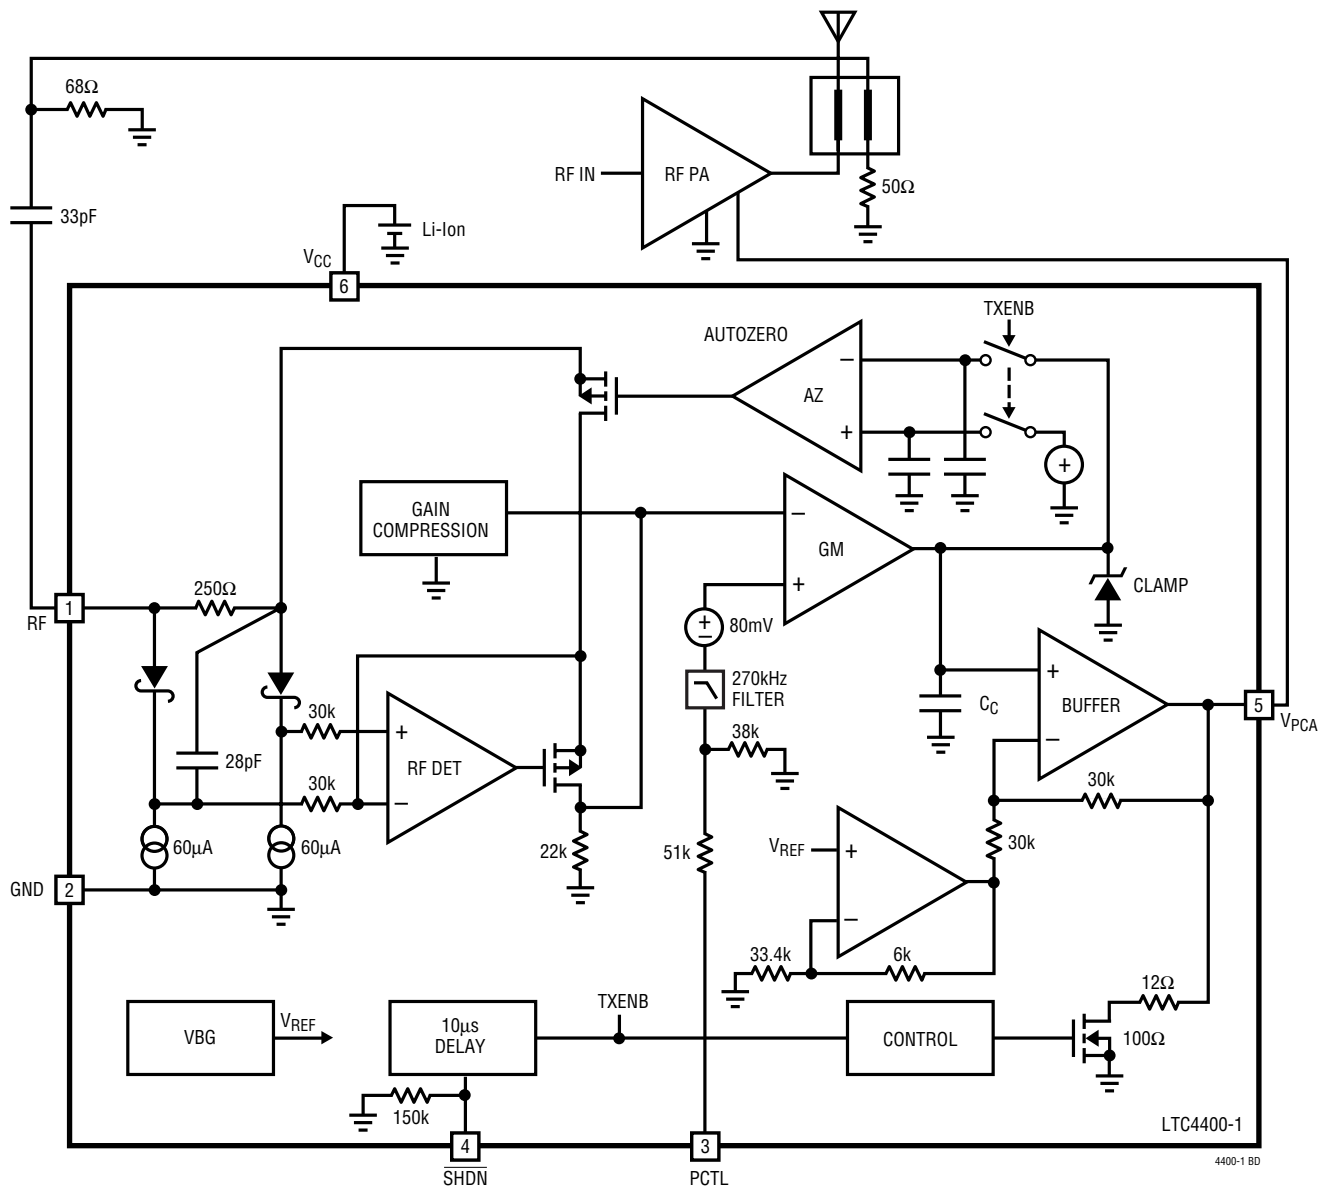 68Ω
RF IN
RF PA
50Ω
33pF
Li-Ion
VCC
6
TXENB
AUTOZERO
−
AZ
+
+
GAIN
COMPRESSION
−
GM
+
250Ω
1
RF
CLAMP
+
−
80mV
270kHz
FILTER
30k
+
RF DET
−
28pF
30k
38k
CC
+
BUFFER
−
5
VPCA
30k
60µA
60µA
22k
51k
VREF
+
−
30k
GND
2
33.4k
6k
12Ω
VBG
VREF
10µs
DELAY
TXENB
CONTROL
100Ω
150k
LTC4400-1
4
3
SHDN
PCTL
4400-1 BD